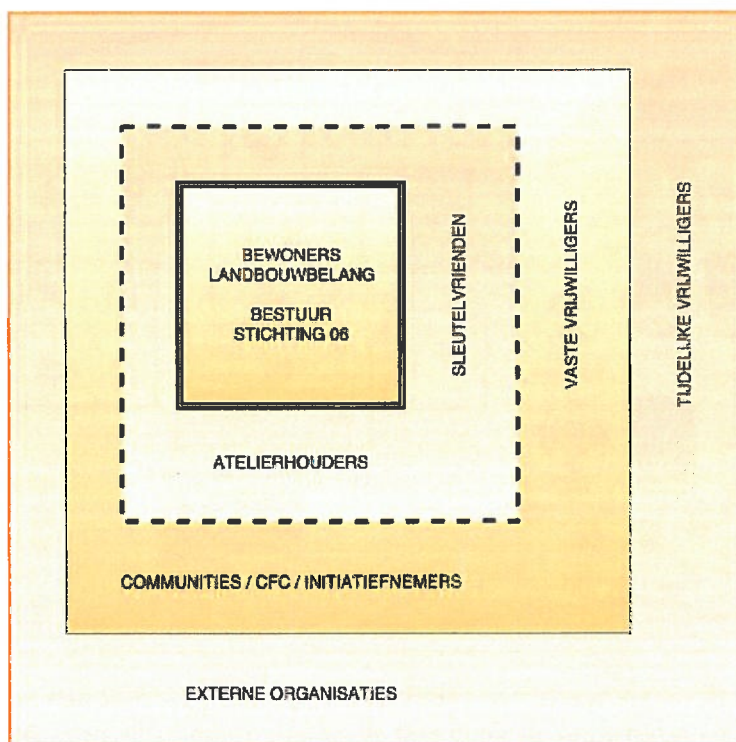 BEWONERS
LANDBOUWBELANG
BESTUUR
STICHTING 06
SLEUTELVRIENDEN
VASTE VRIJWILLIGERS
TIJDELIJKE VRIJWILLIGERS
ATELIERHOUDERS
COMMUNITIES / CFC / INITIATIEFNEMERS
EXTERNE ORGANISATIES